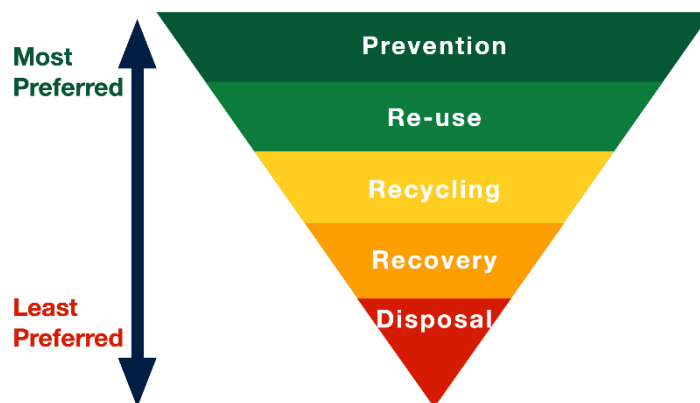 Most
Preferred
Prevention
Re-use
Recycling
Recovery
Disposal
Least
Preferred